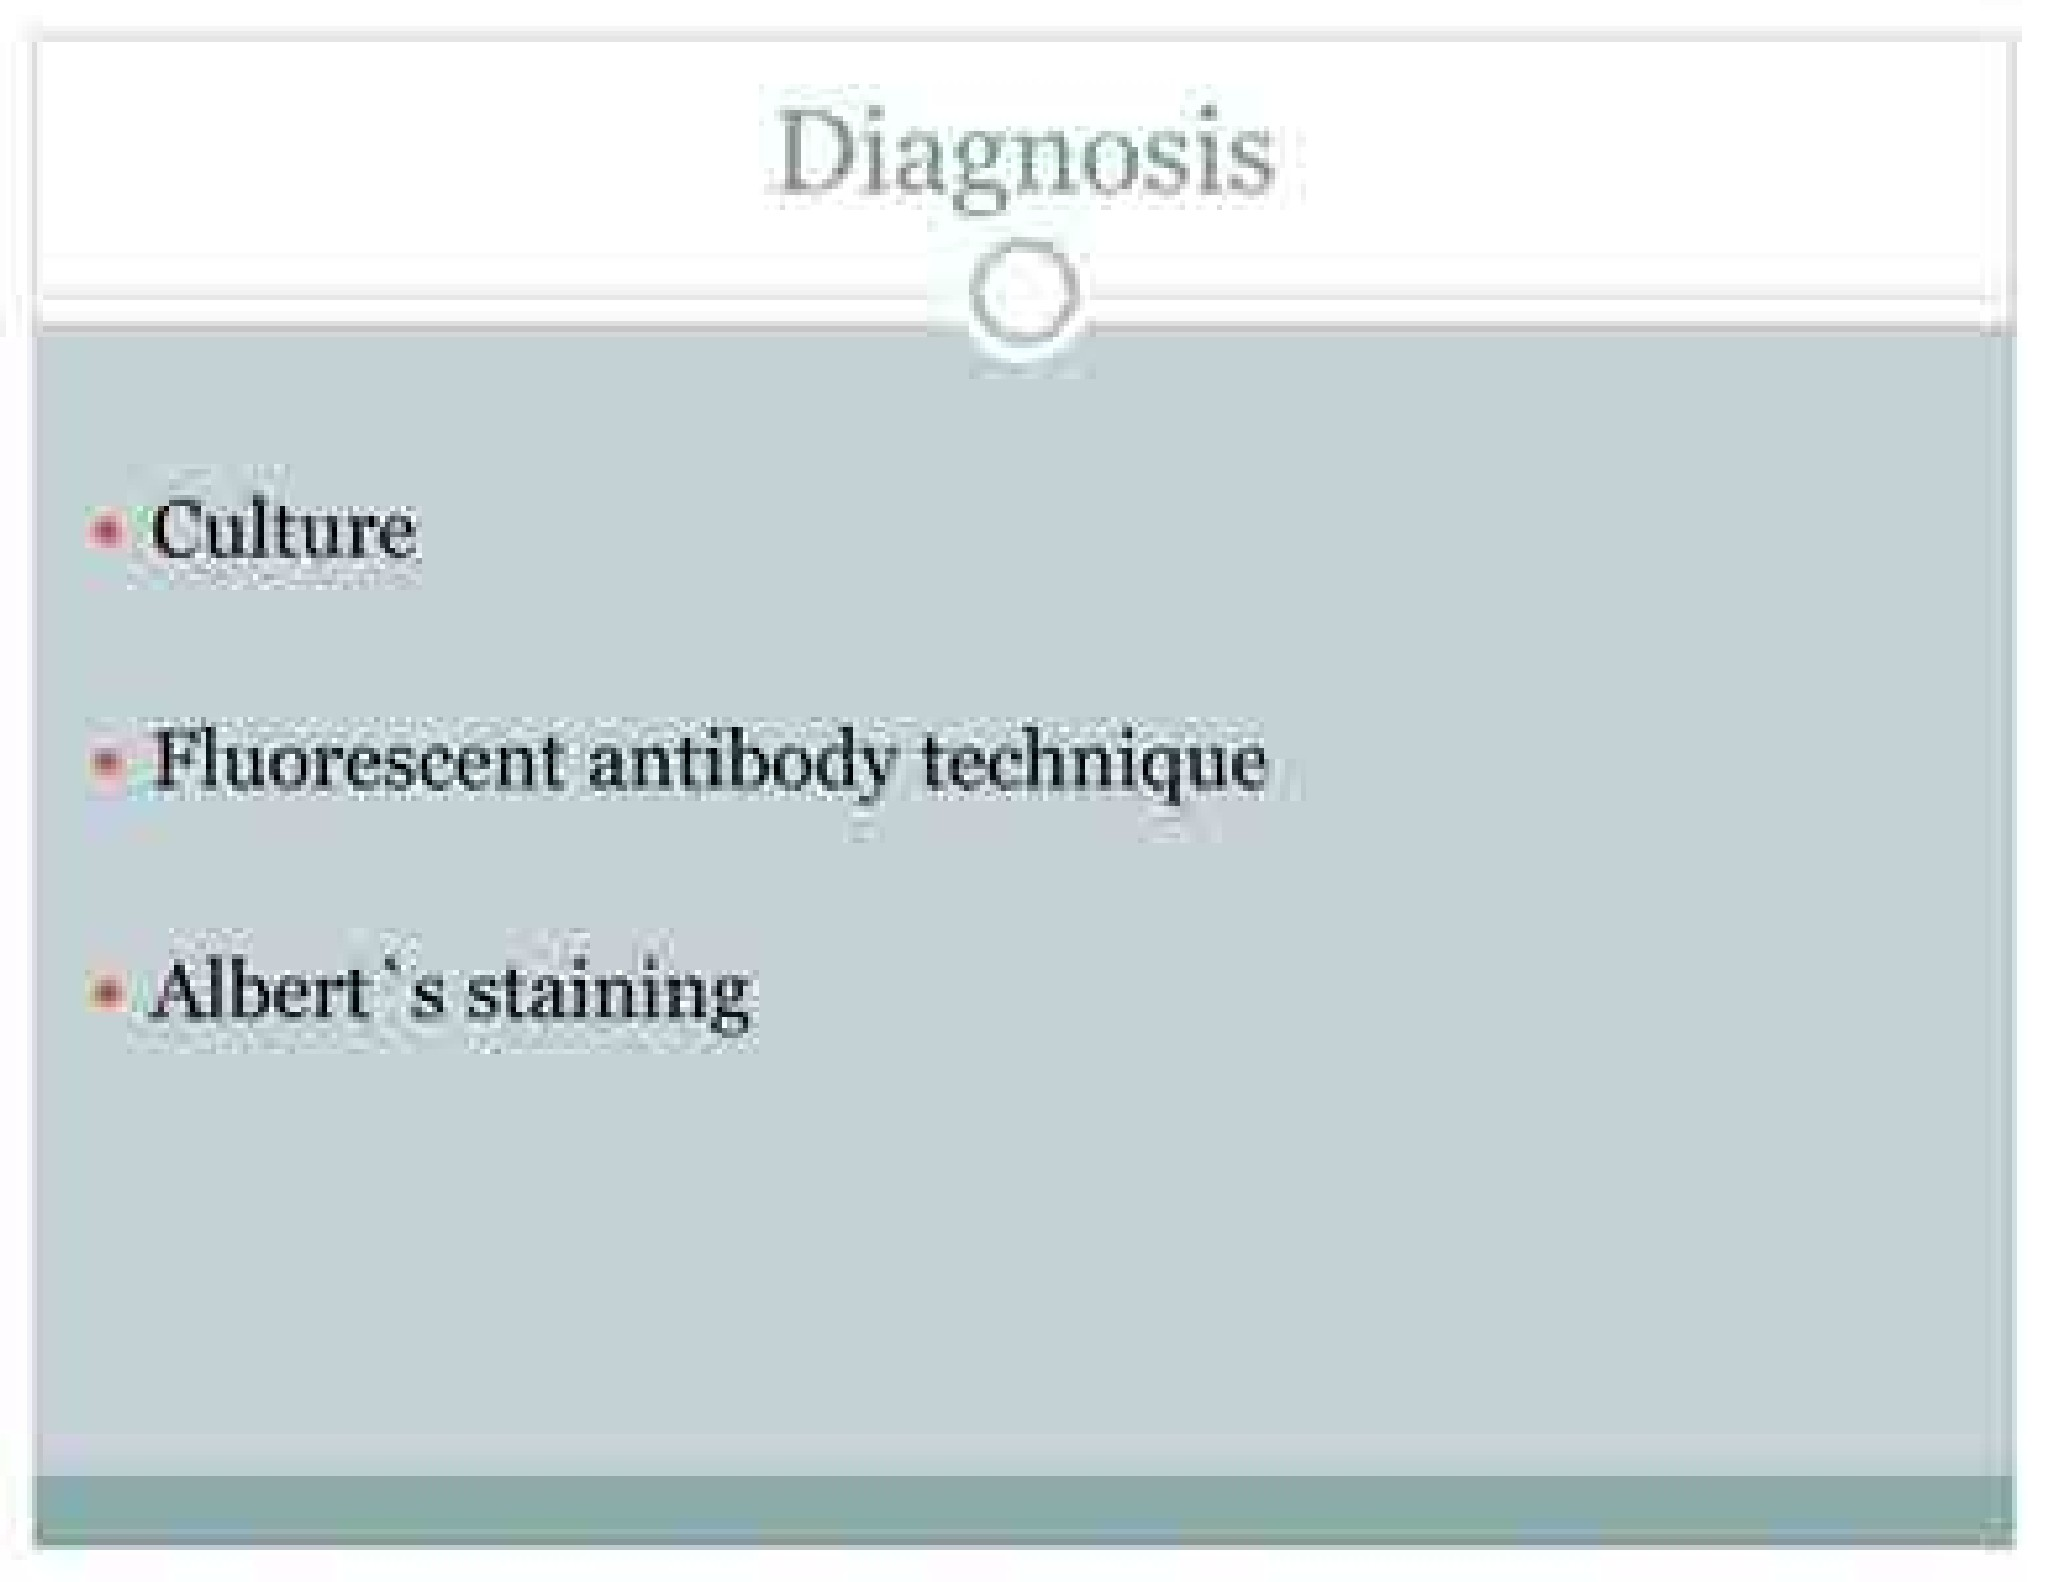 Diagnosis
• Culture
• Fluorescent antibody technique
• Albert`s staining